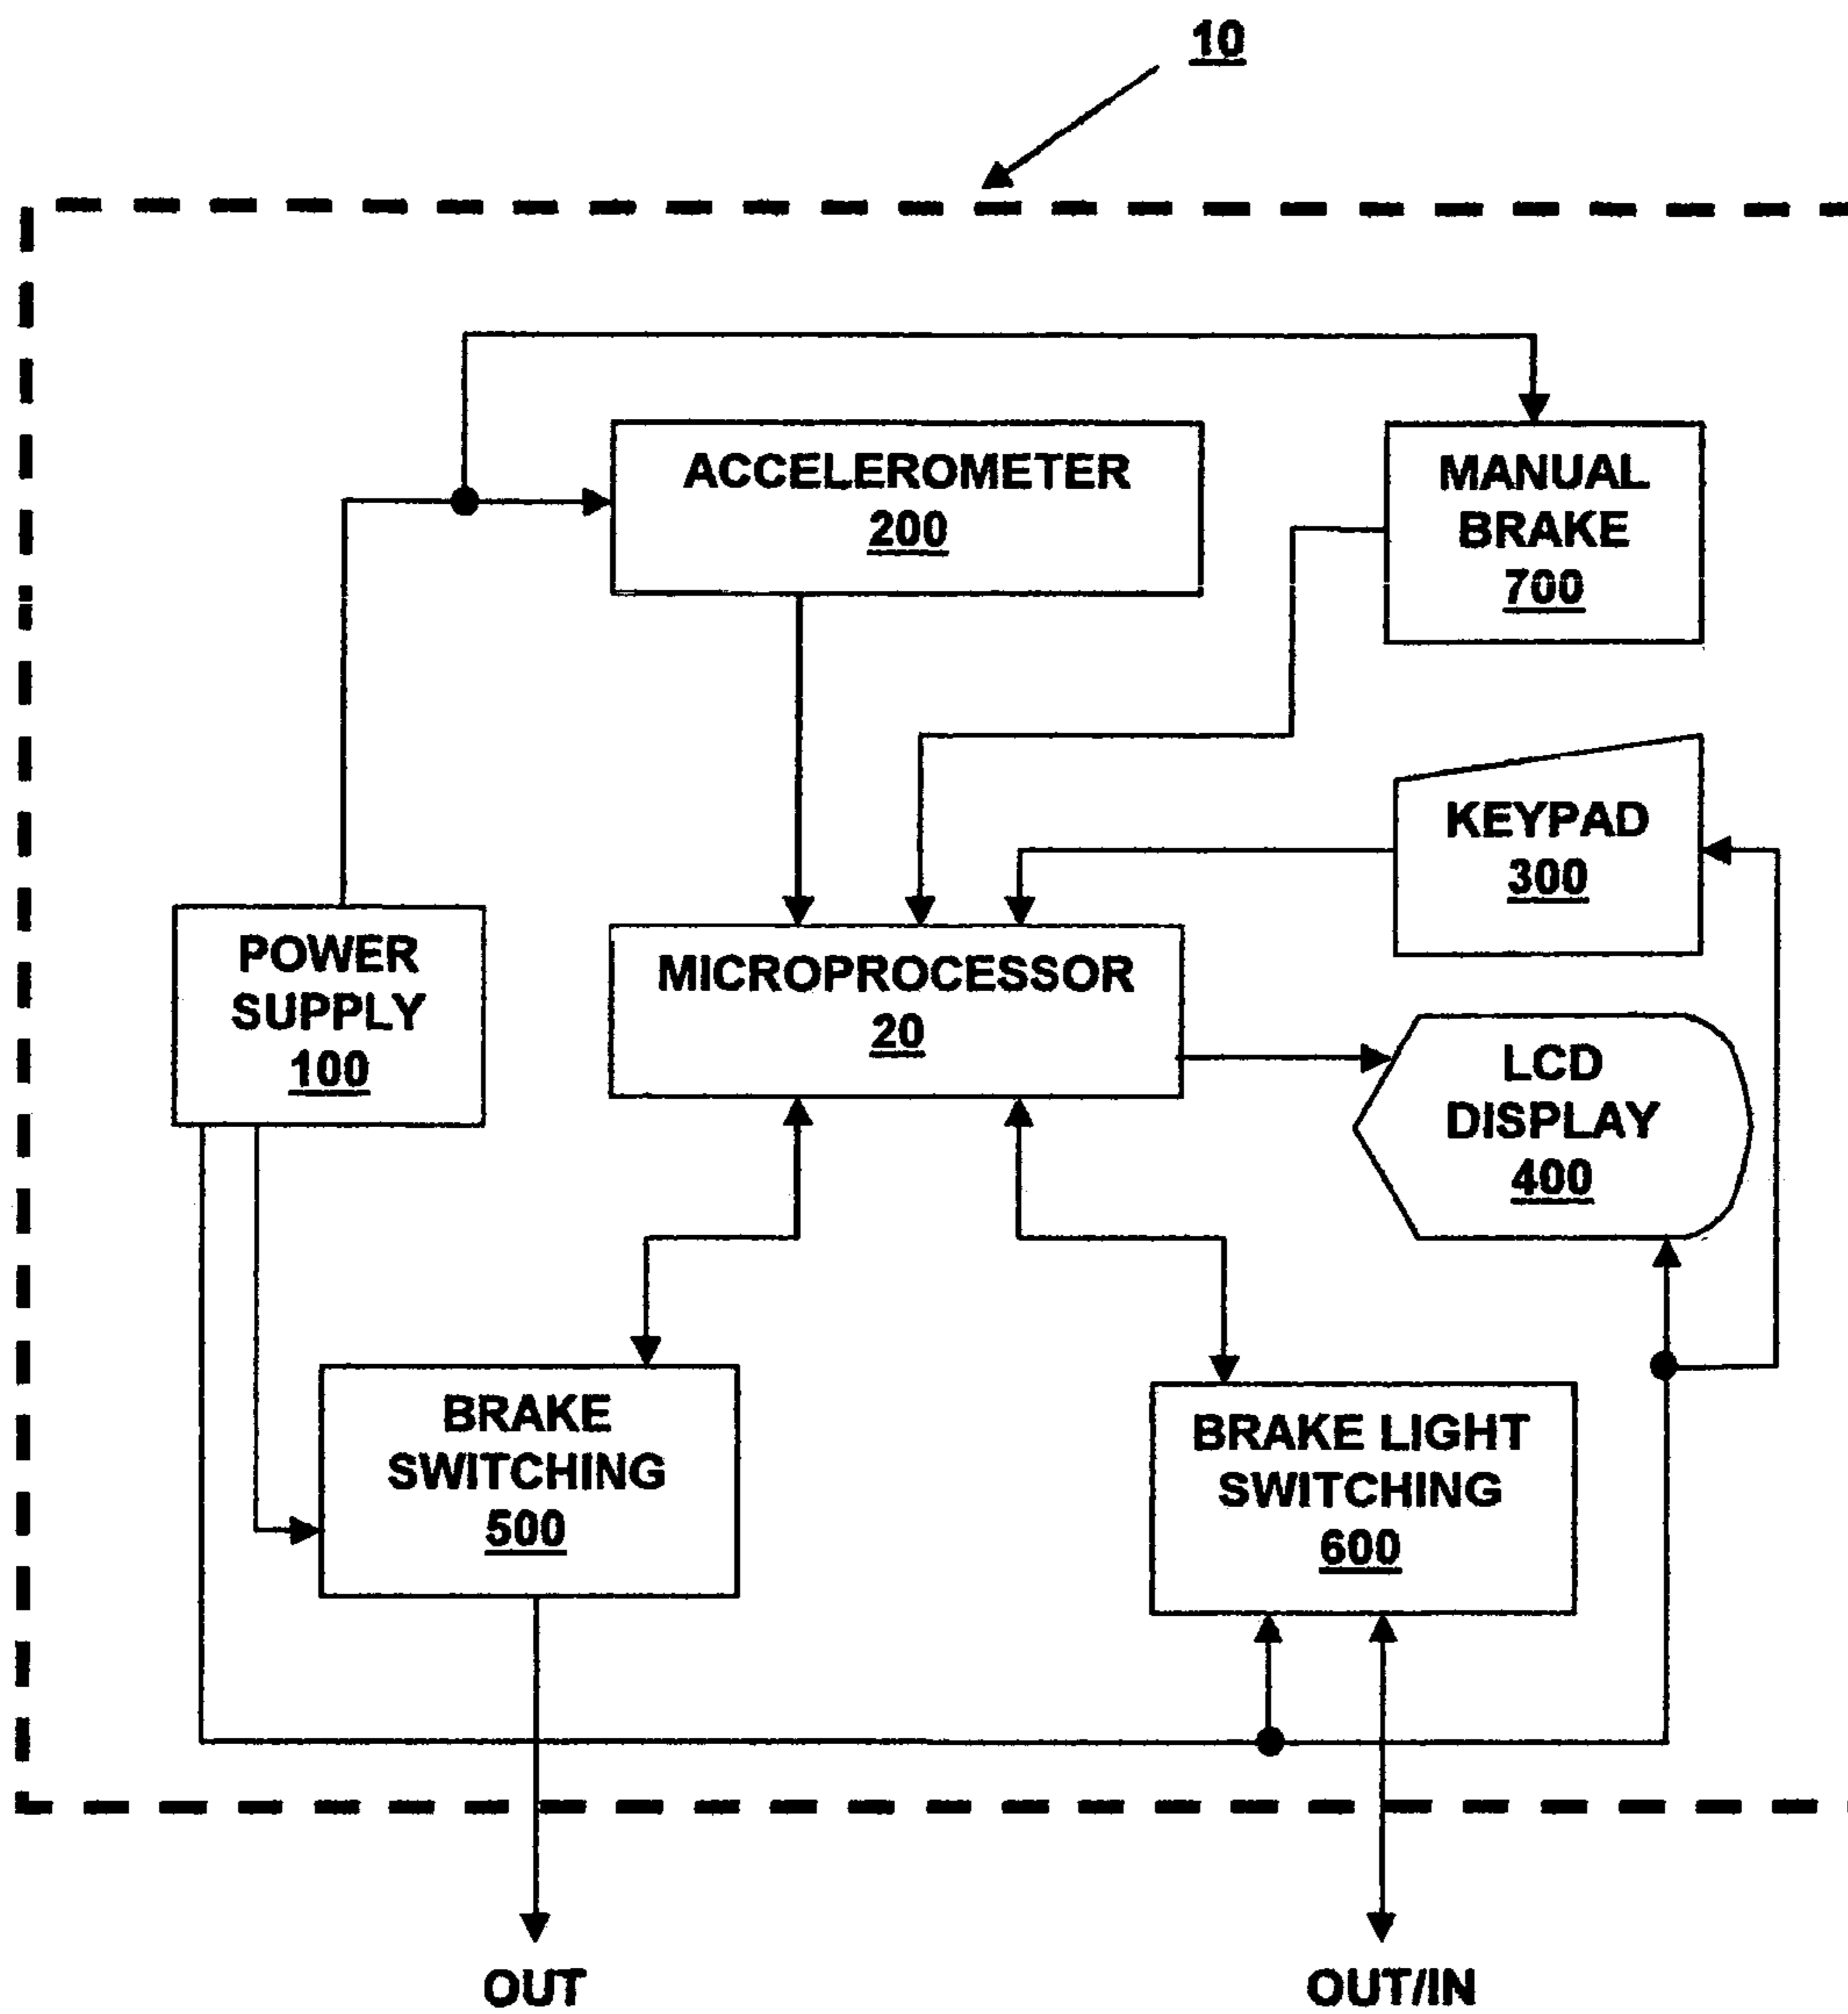 10
ACCELEROMETER
200
MANUAL
BRAKE
700
KEYPAD
300
POWER
SUPPLY
100
MICROPROCESSOR
20
LCD
DISPLAY
400
BRAKE
SWITCHING
500
BRAKE LIGHT
SWITCHING
600
OUT
OUT/IN